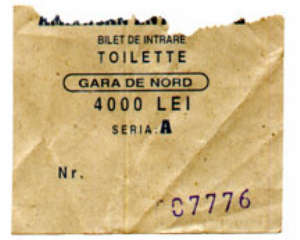 BILET DE INTRARE
TOILETTE
GARA DE NORD
4000 LEI
SERIA: A
Nr.
07776